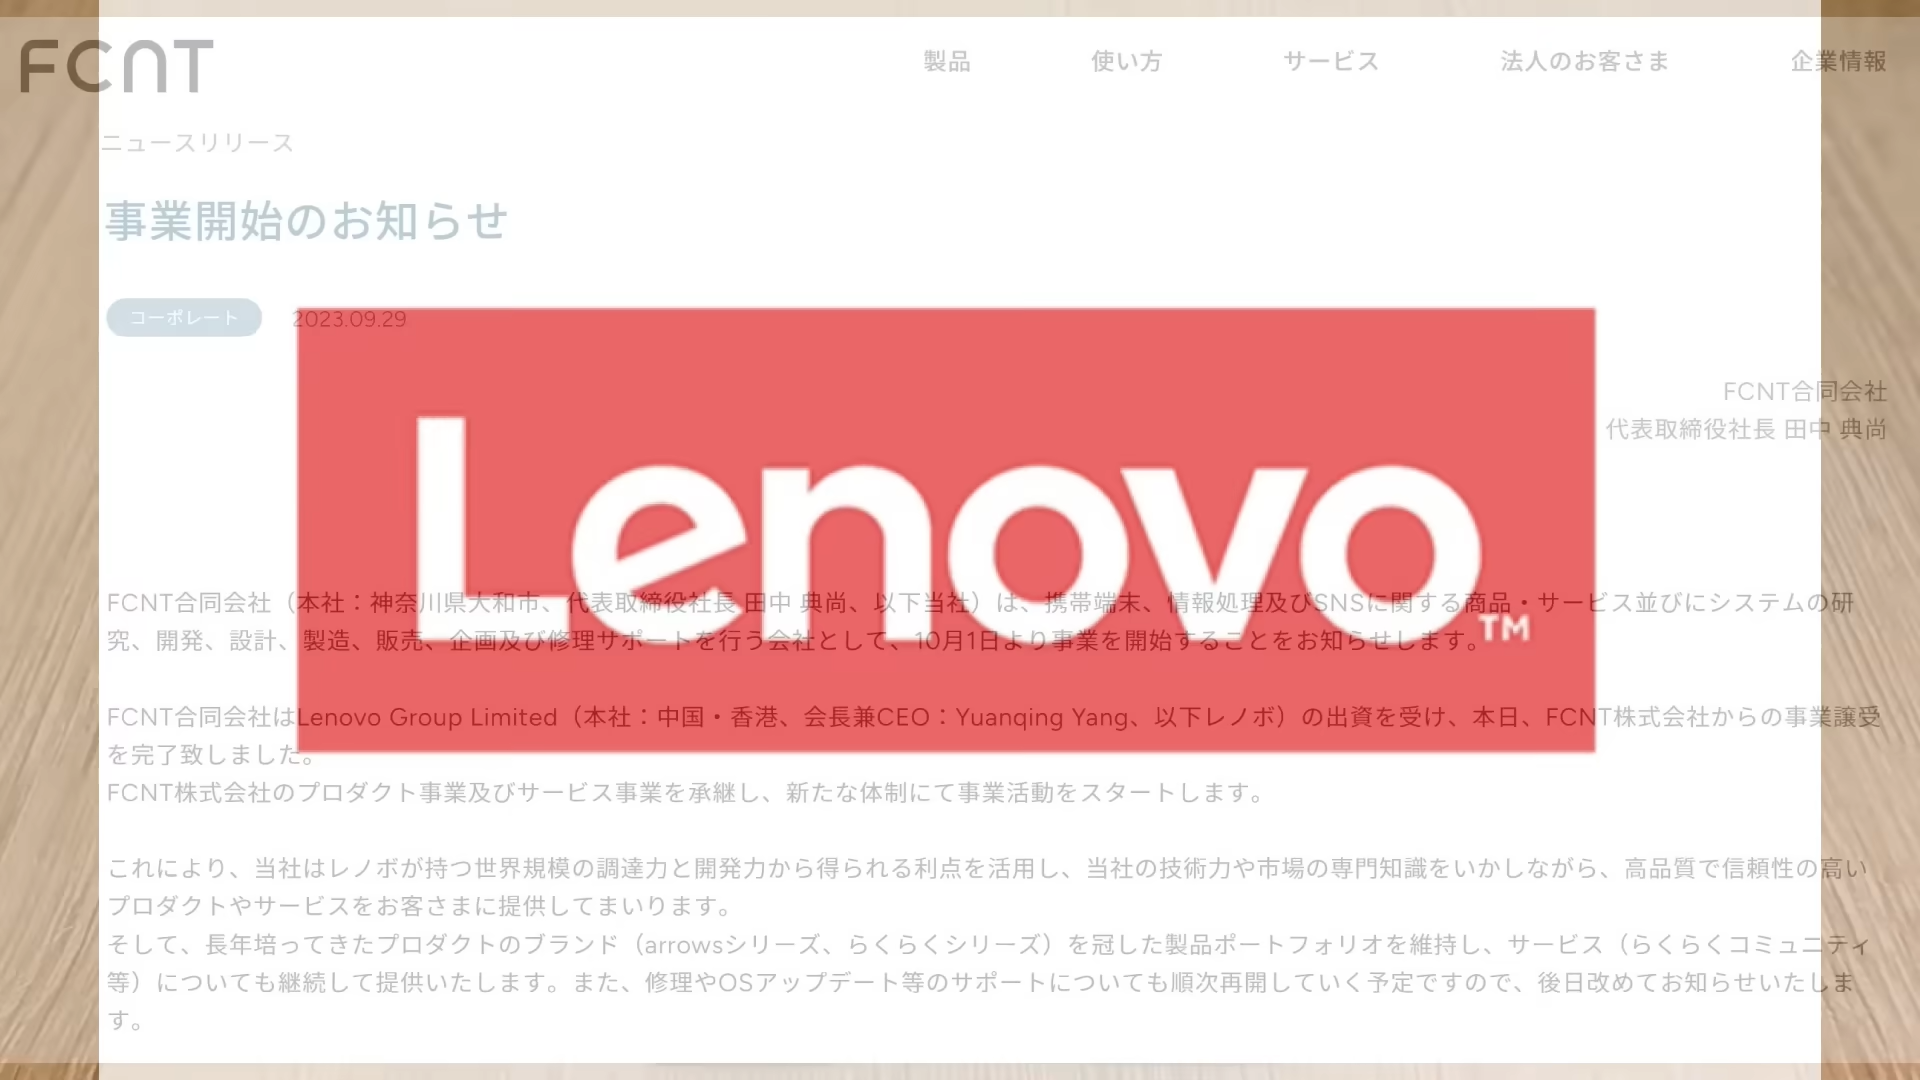 FCNT
製品 使い方 サービス 法人のお客さま 企業情報
ニュースリリース
事業開始のお知らせ
コーポレート 2023.09.29
FCNT合同会社
代表取締役社長 田中 典尚
Lenovo™
FCNT合同会社（本社：神奈川県大和市、代表取締役社長 田中 典尚、以下当社）は、携帯端末、情報処理及びSNSに関する商品・サービス並びにシステムの研
究、開発、設計、製造、販売、企画及び修理サポートを行う会社として、10月1日より事業を開始することをお知らせします。
FCNT合同会社はLenovo Group Limited（本社：中国・香港、会長兼CEO：Yuanqing Yang、以下レノボ）の出資を受け、本日、FCNT株式会社からの事業譲受
を完了致しました。
FCNT株式会社のプロダクト事業及びサービス事業を承継し、新たな体制にて事業活動をスタートします。
これにより、当社はレノボが持つ世界規模の調達力と開発力から得られる利点を活用し、当社の技術力や市場の専門知識をいかしながら、高品質で信頼性の高い
プロダクトやサービスをお客さまに提供してまいります。
そして、長年培ってきたプロダクトのブランド（arrowsシリーズ、らくらくシリーズ）を冠した製品ポートフォリオを維持し、サービス（らくらくコミュニティ
等）についても継続して提供いたします。また、修理やOSアップデート等のサポートについても順次再開していく予定ですので、後日改めてお知らせいたしま
す。